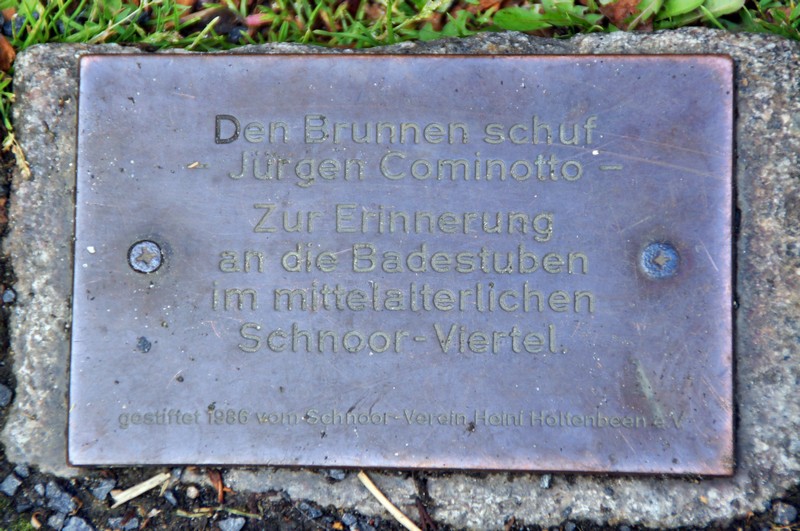 Den Brunnen schuf
- Jürgen Cominotto -
Zur Erinnerung
an die Badestuben
im mittelalterlichen
Schnoor-Viertel.
gestiftet 1986 vom Schnoor-Verein Heini Holtenbeen e.V